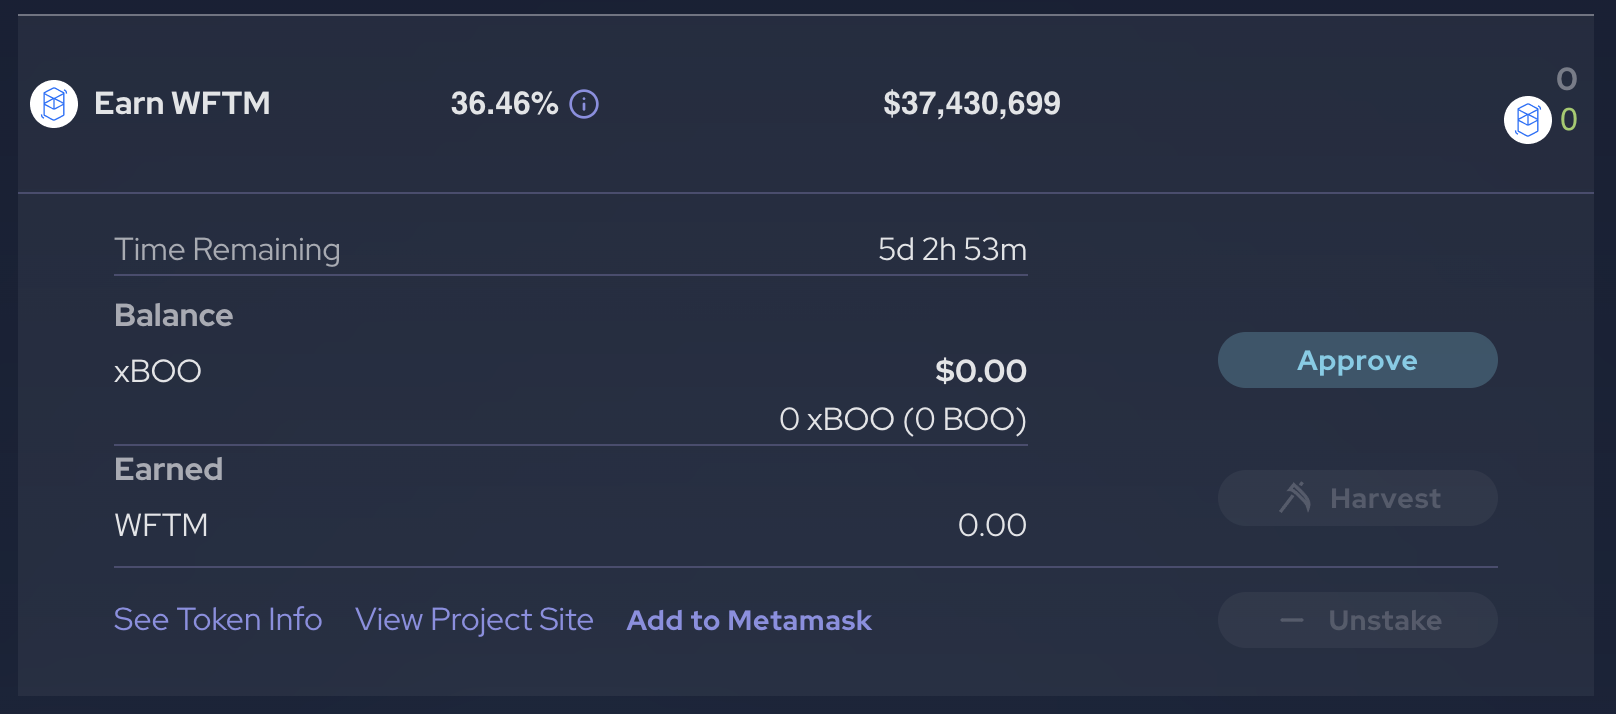 Earn WFTM 36.46% $37,430,699 0
0
Time Remaining 5d 2h 53m
Balance
xBOO $0.00
0 xBOO (0 BOO)
Approve
Earned
WFTM 0.00
Harvest
See Token Info View Project Site Add to Metamask
Unstake